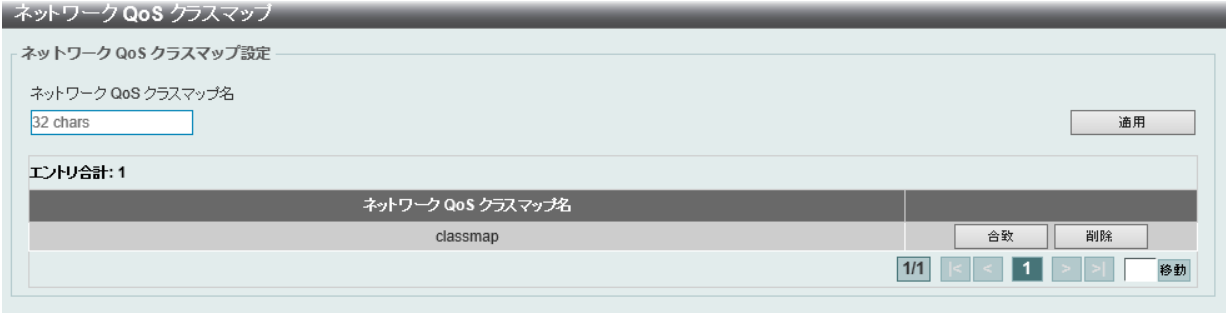 ネットワーク QoS クラスマップ
ネットワーク QoS クラスマップ設定
ネットワーク QoS クラスマップ名
32 chars
適用
エントリ合計: 1
ネットワーク QoS クラスマップ名
classmap 合致 削除
1/1 |< < 1 > >| 移動